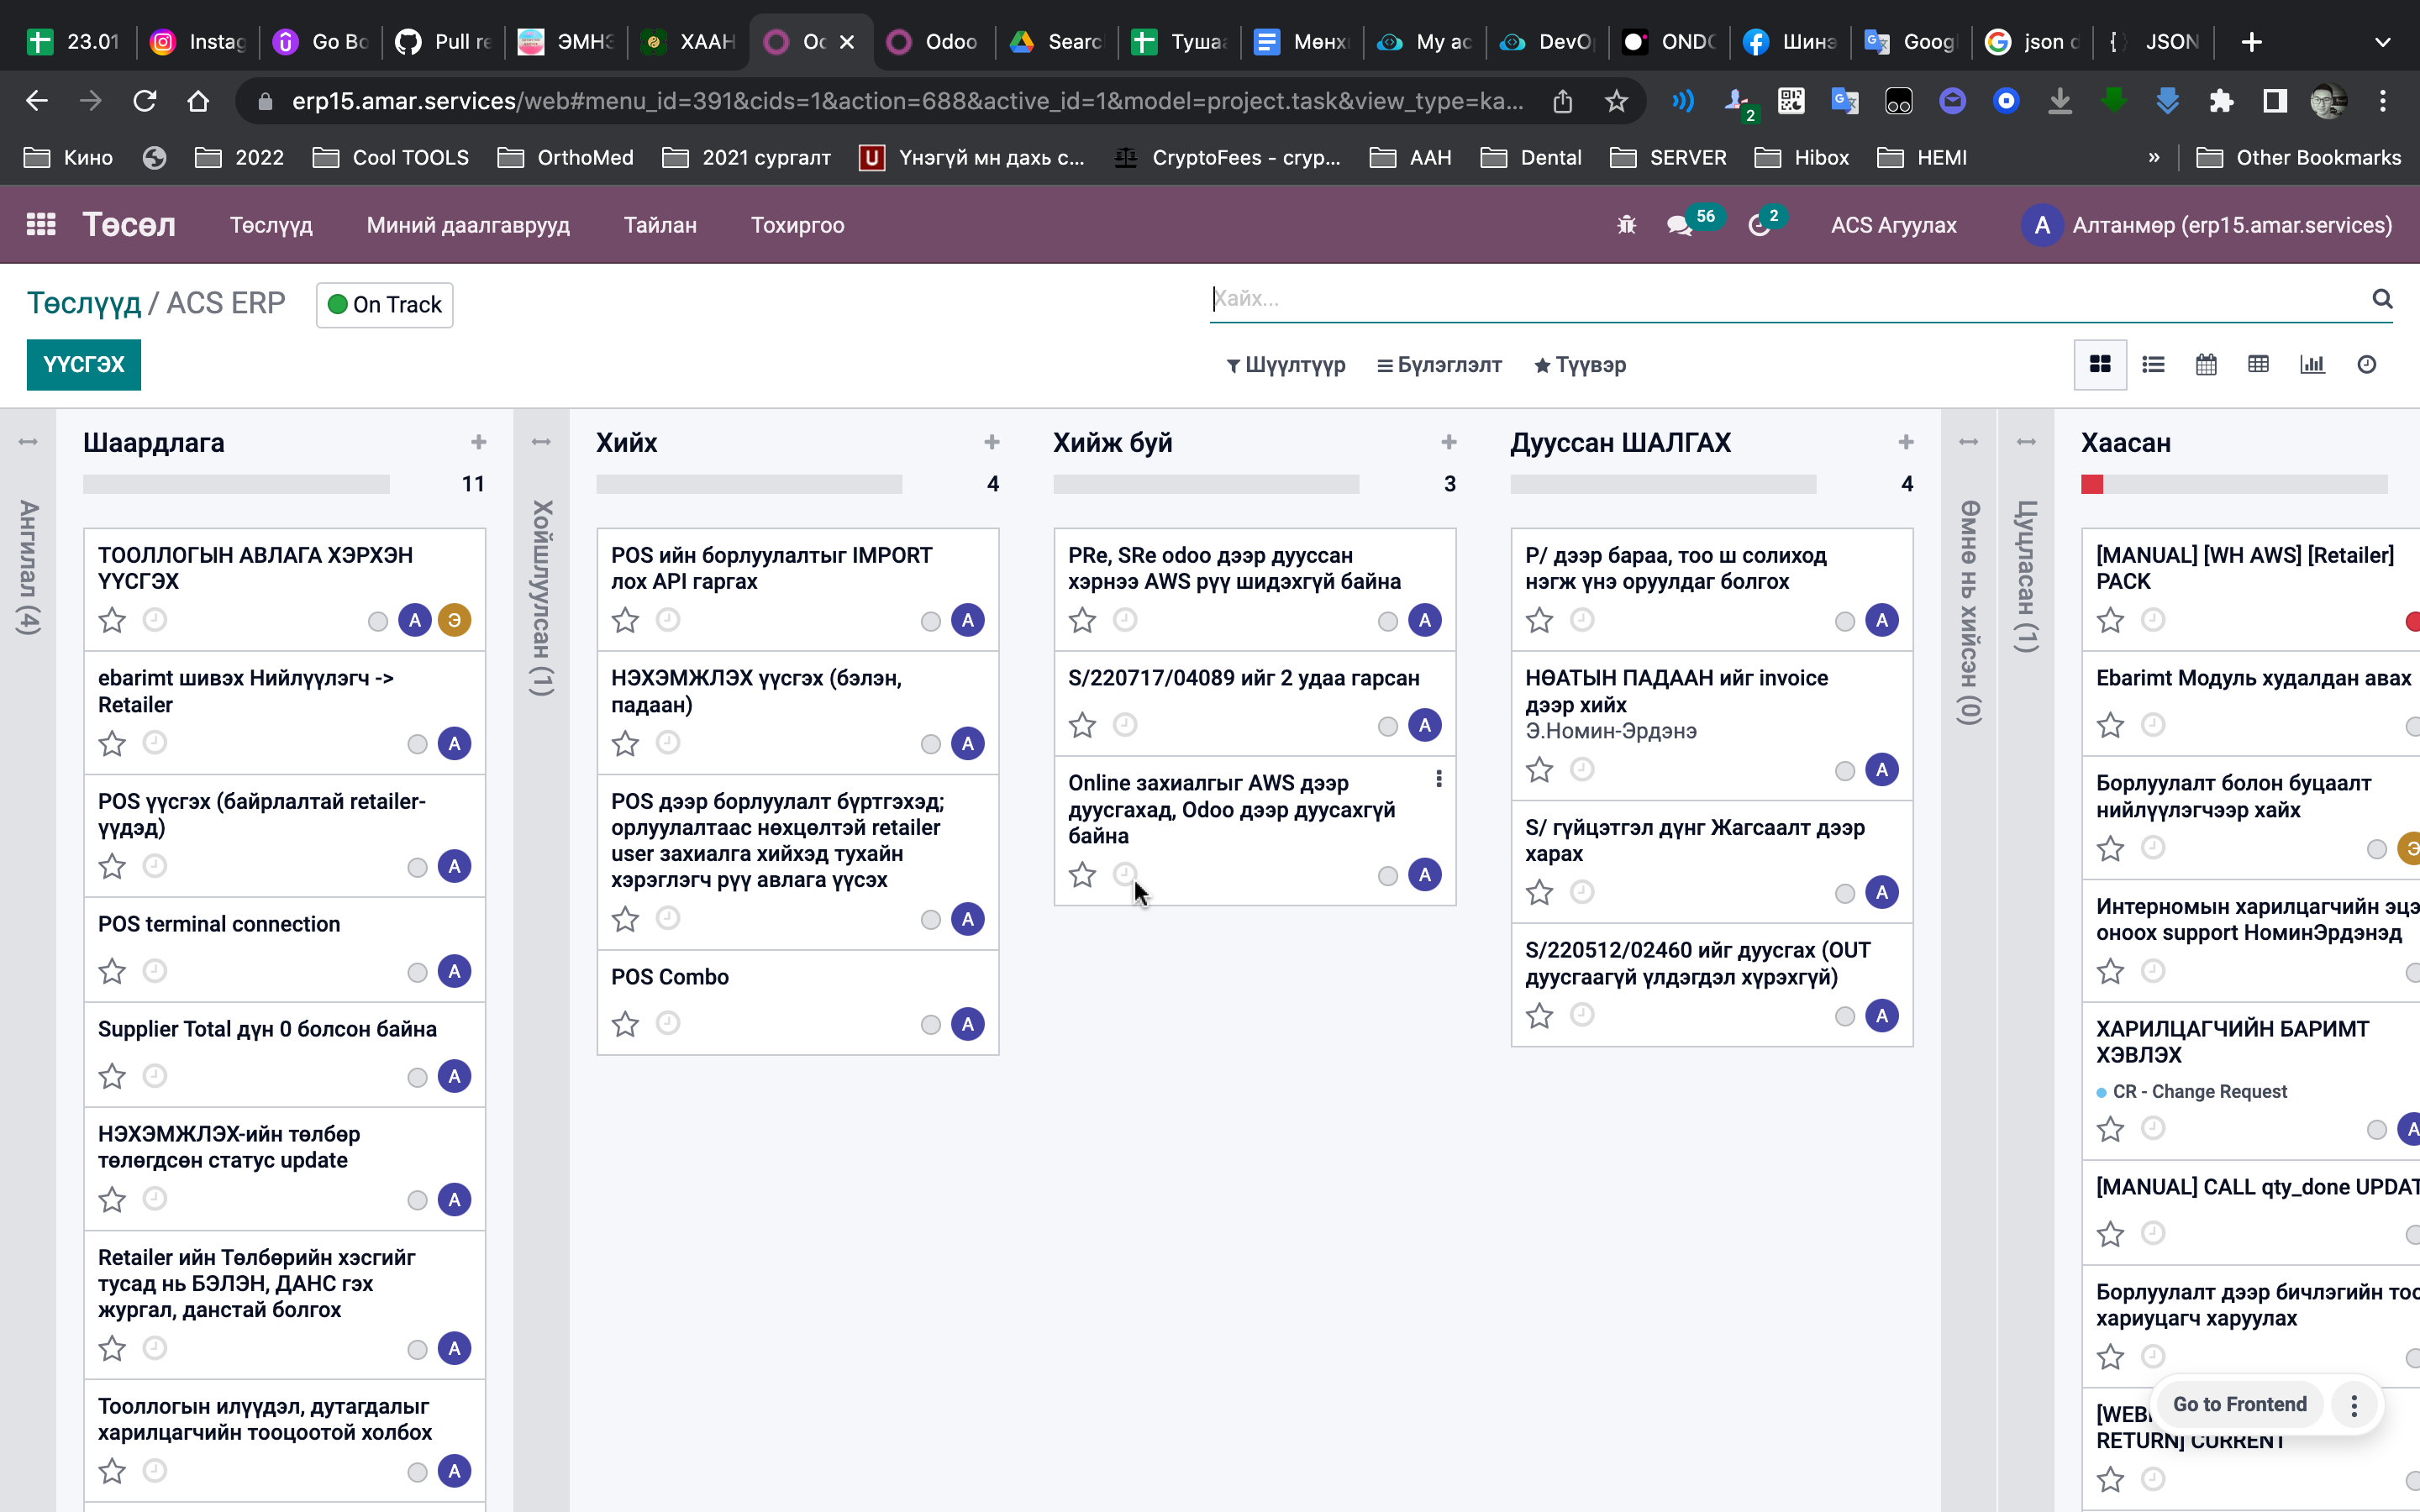 23.01
Instag
Go Bo
Pull re
ЭМНЭ
ХААН
Oc
Odoo
Searc
Тушаа
Мөнх
My ac
DevO
ONDO
Шинэ
Googl
json
JSON
erp15.amar.services/web#menu_id=391&cids=1&action=688&active_id=1&model=project.task&view_type=ka...
2
Кино
2022
Cool TOOLS
OrthoMed
2021 сургалт
Үнэгүй мн дахь с...
CryptoFees - cryp...
ААН
Dental
SERVER
Hibox
HEMI
»
Other Bookmarks
Төсөл
Төслүүд
Миний даалгаврууд
Тайлан
Тохиргоо
56
2
ACS Агуулах
А
Алтанмөр (erp15.amar.services)
Төслүүд / ACS ERP
On Track
Хайх...
ҮҮСГЭХ
Шүүлтүүр
Бүлэглэлт
Түүвэр
Ангилал (4)
Шаардлага
11
ТООЛЛОГЫН АВЛАГА ХЭРХЭН
ҮҮСГЭХ
А Э
ebarimt шивэх Нийлүүлэгч ->
Retailer
А
POS үүсгэх (байрлалтай retailer-
үүдэд)
А
POS terminal connection
А
Supplier Total дүн 0 болсон байна
А
НЭХЭМЖЛЭХ-ийн төлбөр
төлөгдсөн статус update
А
Retailer ийн Төлбөрийн хэсгийг
тусад нь БЭЛЭН, ДАНС гэх
жургал, данстай болгох
А
Тооллогын илүүдэл, дутагдалыг
харилцагчийн тооцоотой холбох
А
Хойшлуулсан (1)
Хийх
4
POS ийн борлуулалтыг IMPORT
лох API гаргах
А
НЭХЭМЖЛЭХ үүсгэх (бэлэн,
падаан)
А
POS дээр борлуулалт бүртгэхэд;
орлуулалтаас нөхцөлтэй retailer
user захиалга хийхэд тухайн
хэрэглэгч рүү авлага үүсэх
А
POS Combo
А
Хийж буй
3
PRe, SRe odoo дээр дууссан
хэрнээ AWS рүү шидэхгүй байна
А
S/220717/04089 ийг 2 удаа гарсан
А
Online захиалгыг AWS дээр
дуусгахад, Odoo дээр дуусахгүй
байна
А
Дууссан ШАЛГАХ
4
P/ дээр бараа, тоо ш солиход
нэгж үнэ оруулдаг болгох
А
НӨАТЫН ПАДААН ийг invoice
дээр хийх
Э.Номин-Эрдэнэ
А
S/ гүйцэтгэл дүнг Жагсаалт дээр
харах
А
S/220512/02460 ийг дуусгах (OUT
дуусгаагүй үлдэгдэл хүрэхгүй)
А
Өмнө нь хийсэн (0)
Цуцласан (1)
Хаасан
[MANUAL] [WH AWS] [Retailer]
PACK
Ebarimt Модуль худалдан авах
Борлуулалт болон буцаалт
нийлүүлэгчээр хайх
Э
Интерномын харилцагчийн эцэ
оноох support НоминЭрдэнэд
ХАРИЛЦАГЧИЙН БАРИМТ
ХЭВЛЭХ
CR - Change Request
А
[MANUAL] CALL qty_done UPDAT
Борлуулалт дээр бичлэгийн тоо
хариуцагч харуулах
[WEB
RETURN] CURRENT
Go to Frontend